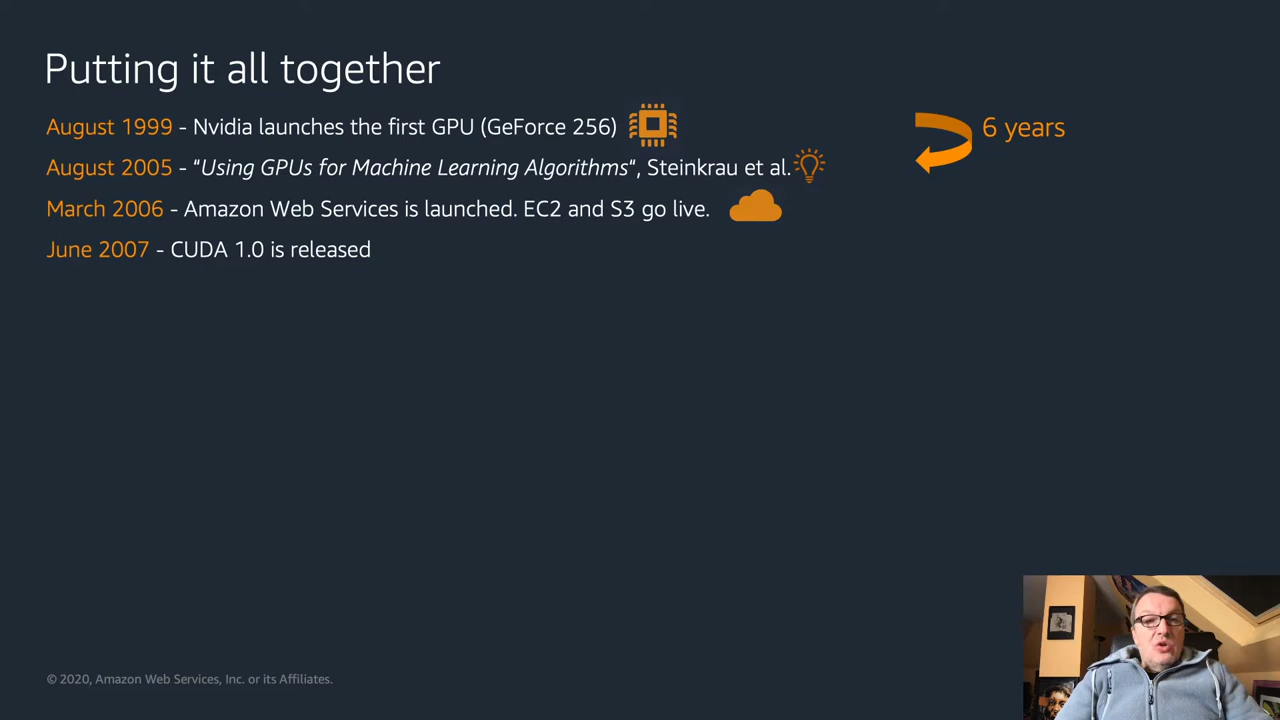 Putting it all together
August 1999 - Nvidia launches the first GPU (GeForce 256)
6 years
August 2005 - "Using GPUs for Machine Learning Algorithms", Steinkrau et al.
March 2006 - Amazon Web Services is launched. EC2 and S3 go live.
June 2007 - CUDA 1.0 is released
© 2020, Amazon Web Services, Inc. or its Affiliates.